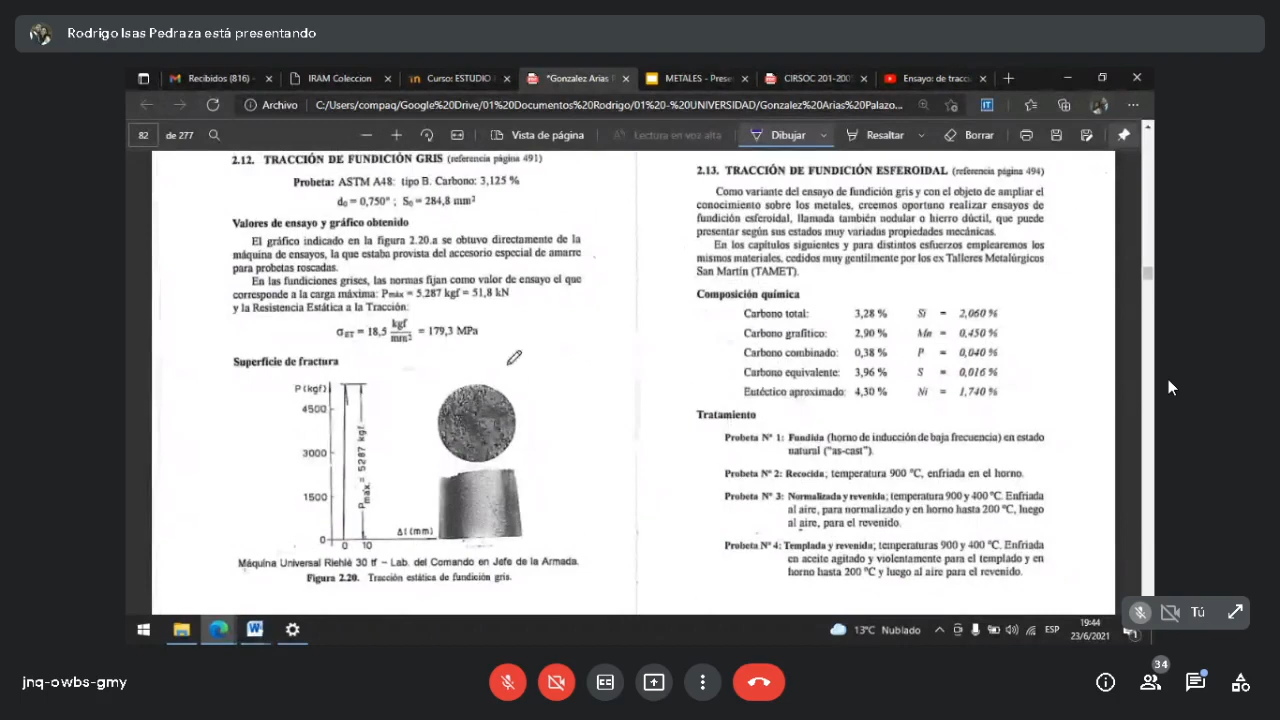 Rodrigo Isas Pedraza está presentando
Recibidos (816) -
IRAM Coleccion
Curso: ESTUDIO
*Gonzalez Arias
METALES - Prese
CIRSOC 201-200
Ensayo: de tracc
Archivo
C:/Users/compaq/Google%20Drive/01%20Documentos%20Rodrigo/01%20-%20UNIVERSIDAD/Gonzalez%20Arias%20Palazo...
82 de 277
Vista de página
Lectura en voz alta
Dibujar
Resaltar
Borrar
2.12. TRACCIÓN DE FUNDICIÓN GRIS (referencia página 491)
Probeta: ASTM A48: tipo B. Carbono: 3,125 %
d₀ = 0,750" ; S₀ = 284,8 mm²
Valores de ensayo y gráfico obtenido
El gráfico indicado en la figura 2.20.a se obtuvo directamente de la
máquina de ensayos, la que estaba provista del accesorio especial de amarre
para probetas roscadas.
En las fundiciones grises, las normas fijan como valor de ensayo el que
corresponde a la carga máxima: Pmáx = 5.287 kgf = 51,8 kN
y la Resistencia Estática a la Tracción:
σET = 18,5 kgf/mm² = 179,3 MPa
Superficie de fractura
P (kgf)
4500
3000
1500
0
0 10
Pmáx. = 5287 kgf.
Δl (mm)
Máquina Universal Riehlé 30 tf – Lab. del Comando en Jefe de la Armada.
Figura 2.20. Tracción estática de fundición gris.
2.13. TRACCIÓN DE FUNDICIÓN ESFEROIDAL (referencia página 494)
Como variante del ensayo de fundición gris y con el objeto de ampliar el
conocimiento sobre los metales, creemos oportuno realizar ensayos de
fundición esferoidal, llamada también nodular o hierro dúctil, que puede
presentar según sus estados muy variadas propiedades mecánicas.
En los capítulos siguientes y para distintos esfuerzos emplearemos los
mismos materiales, cedidos muy gentilmente por los ex Talleres Metalúrgicos
San Martín (TAMET).
Composición química
Carbono total: 3,28 % Si = 2,060 %
Carbono grafítico: 2,90 % Mn = 0,450 %
Carbono combinado: 0,38 % P = 0,040 %
Carbono equivalente: 3,96 % S = 0,016 %
Eutéctico aproximado: 4,30 % Ni = 1,740 %
Tratamiento
Probeta N° 1: Fundida (horno de inducción de baja frecuencia) en estado
natural ("as-cast").
Probeta N° 2: Recocida; temperatura 900 °C, enfriada en el horno.
Probeta N° 3: Normalizada y revenida; temperatura 900 y 400 °C. Enfriada
al aire, para normalizado y en horno hasta 200 °C, luego
al aire, para el revenido.
Probeta N° 4: Templada y revenida; temperaturas 900 y 400 °C. Enfriada
en aceite agitado y violentamente para el templado y en
horno hasta 200 °C y luego al aire para el revenido.
Tú
13°C Nublado
ESP
19:44
23/6/2021
jnq-owbs-gmy
34